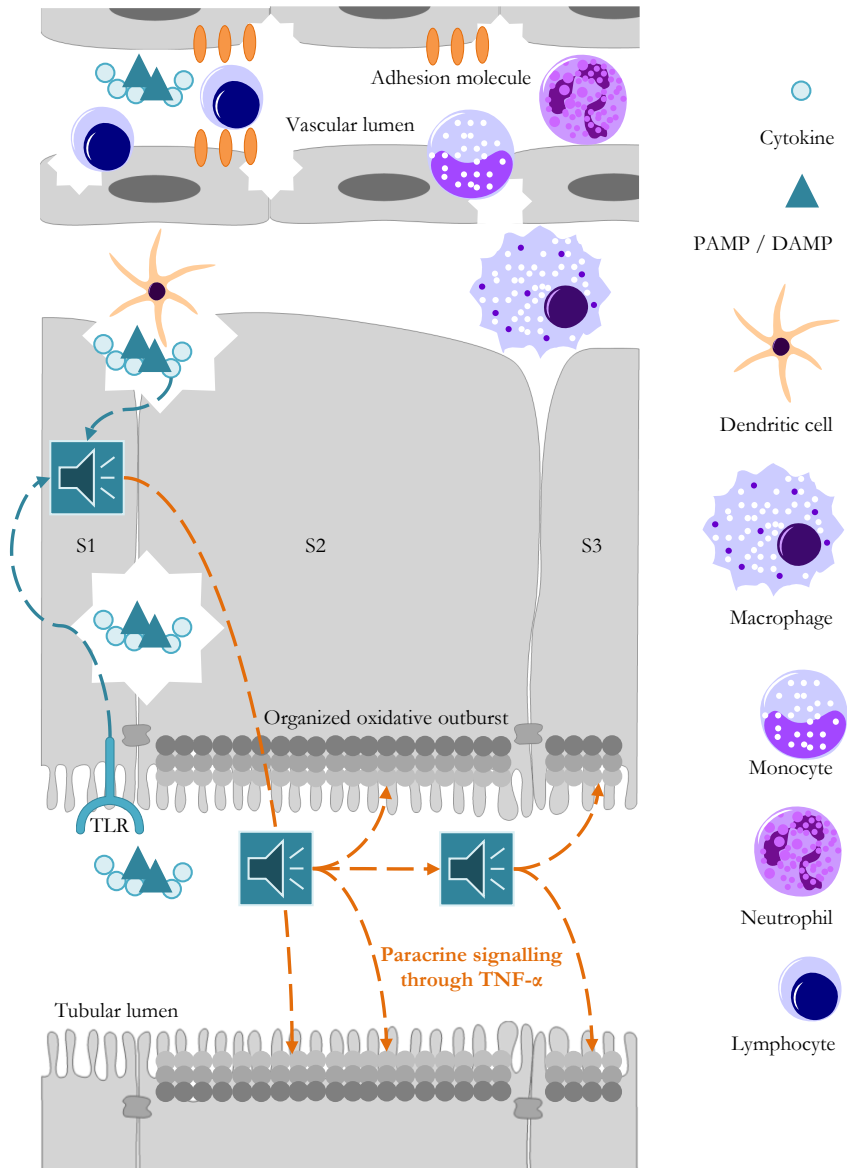 Adhesion molecule
Vascular lumen
Cytokine
PAMP / DAMP
Dendritic cell
S1
S2
S3
Macrophage
Organized oxidative outburst
Monocyte
TLR
Neutrophil
Paracrine signalling
through TNF-α
Tubular lumen
Lymphocyte